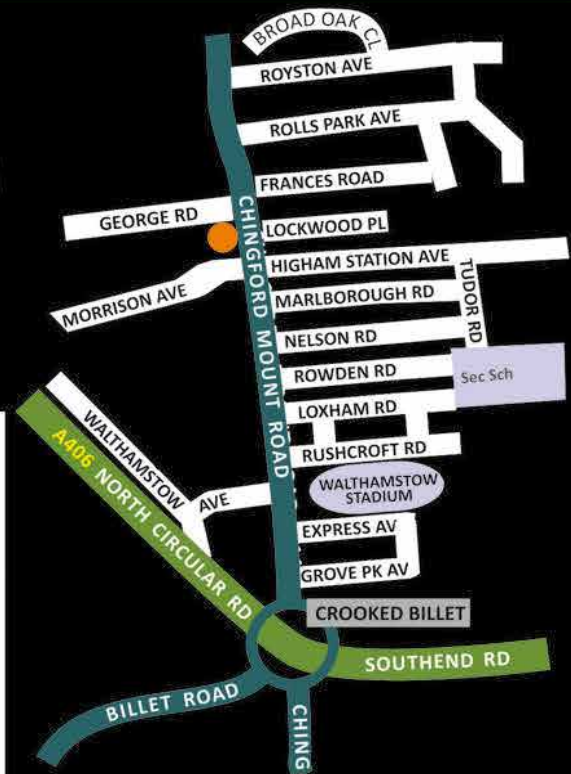 BROAD OAK CL
ROYSTON AVE
ROLLS PARK AVE
FRANCES ROAD
GEORGE RD
LOCKWOOD PL
HIGHAM STATION AVE
MORRISON AVE
MARLBOROUGH RD
TUDOR RD
CHINGFORD MOUNT ROAD
NELSON RD
ROWDEN RD
Sec Sch
LOXHAM RD
RUSHCROFT RD
WALTHAMSTOW AVE
WALTHAMSTOW
STADIUM
A406 NORTH CIRCULAR RD
EXPRESS AV
GROVE PK AV
CROOKED BILLET
SOUTHEND RD
BILLET ROAD
CHING